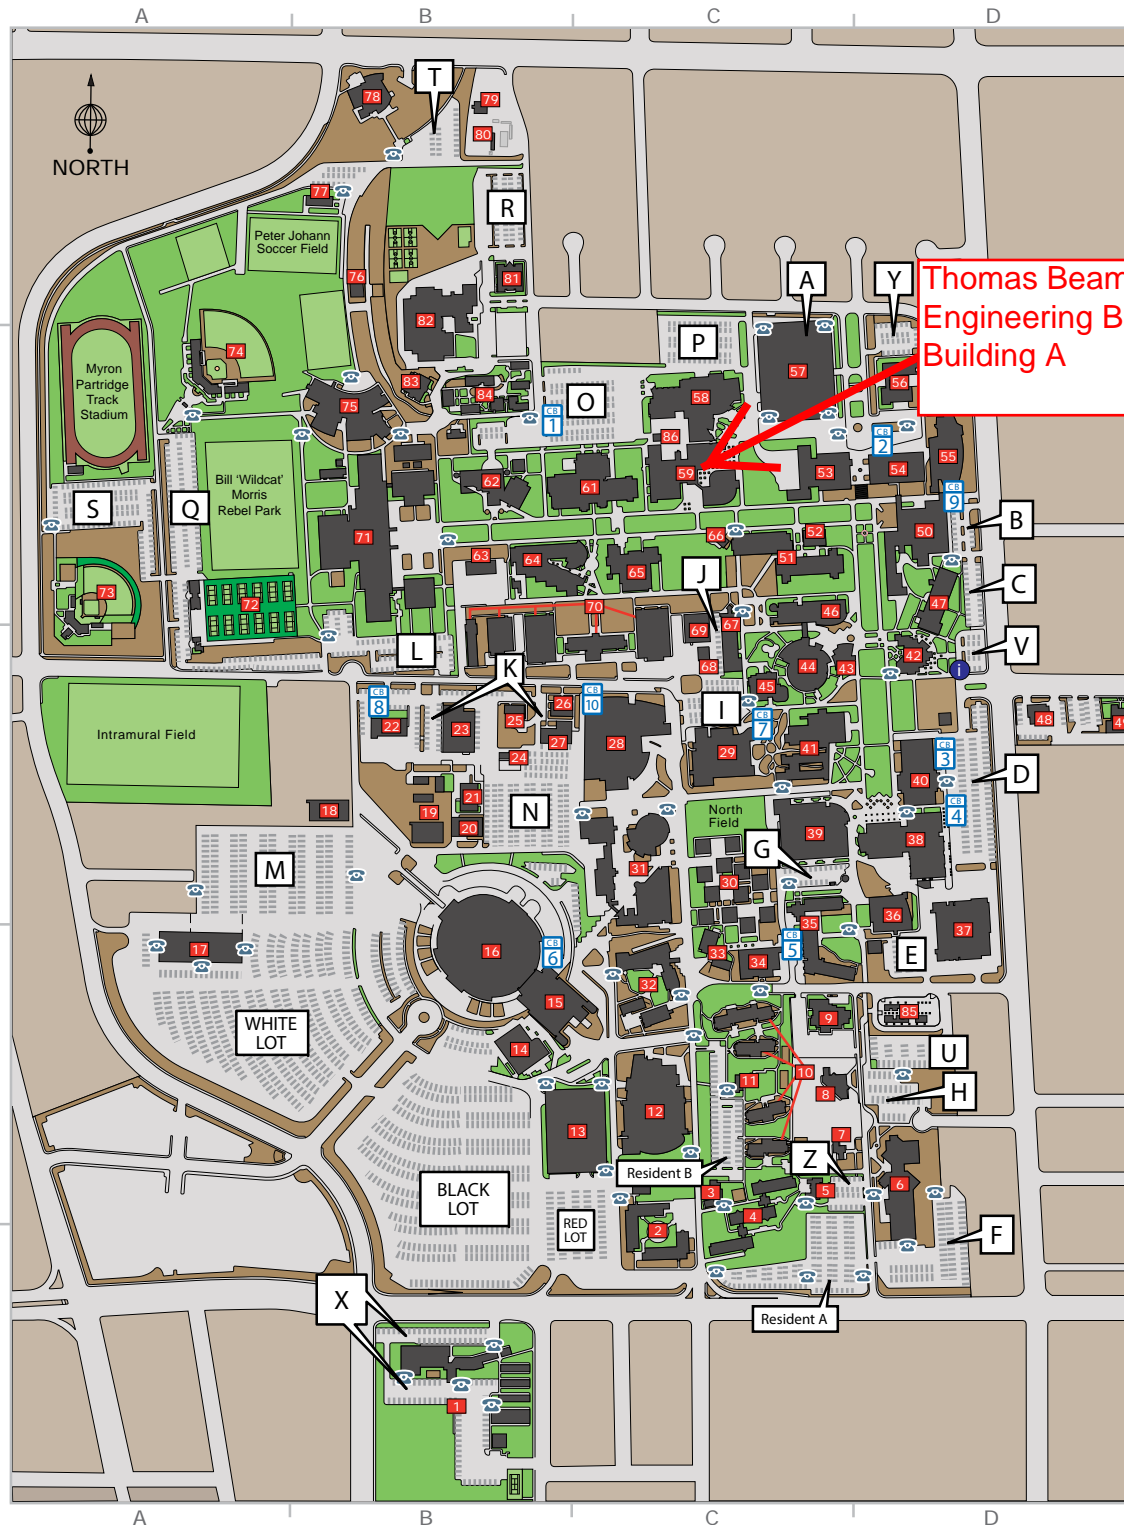 A B C D
T
78
79
80
NORTH
77
R
Peter Johann
Soccer Field
76
81
A
Y
Thomas Beam
Engineering B
Building A
82
P
74
Myron
Partridge
Track
Stadium
57
56
83
84
75
O
58
CB
1
86
CB
2
55
59
53
54
S
Q
Bill ‘Wildcat’
Morris
Rebel Park
62
61
CB
9
B
71
66
52
50
63
64
51
65
J
C
73
72
70
47
46
69
67
V
L
K
68
44
43
42
i
45
CB
8
CB
10
26
25
I
CB
7
48
49
22
23
27
Intramural Field
28
29
41
CB
3
24
40
D
21
N
CB
4
18
19
20
North
Field
39
38
G
M
31
30
36
35
37
17
16
CB
6
33
34
CB
5
E
32
15
WHITE
LOT
9
85
14
U
10
11
8
H
12
13
7
Z
Resident B
BLACK
LOT
3
5
6
RED
LOT
2
4
F
X
Resident A
1
A B C D